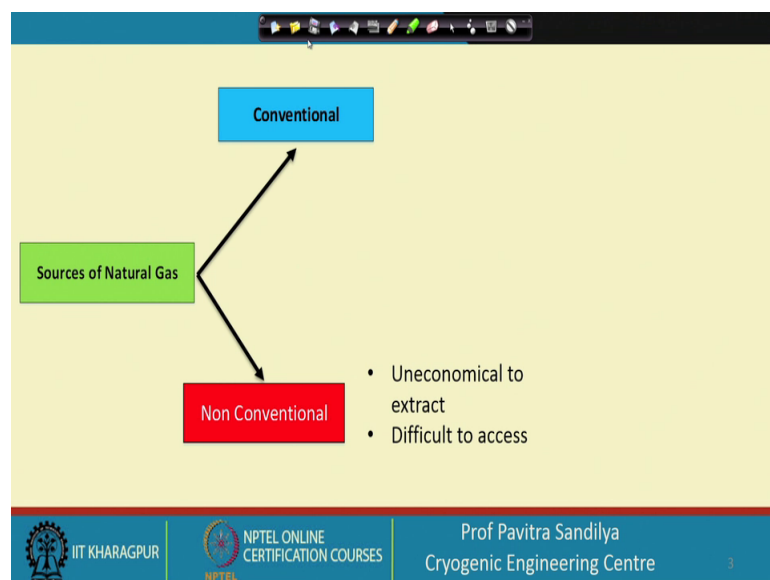 Conventional
Sources of Natural Gas
Non Conventional
• Uneconomical to
extract
• Difficult to access
IIT KHARAGPUR
NPTEL
NPTEL ONLINE
CERTIFICATION COURSES
Prof Pavitra Sandilya
Cryogenic Engineering Centre
3